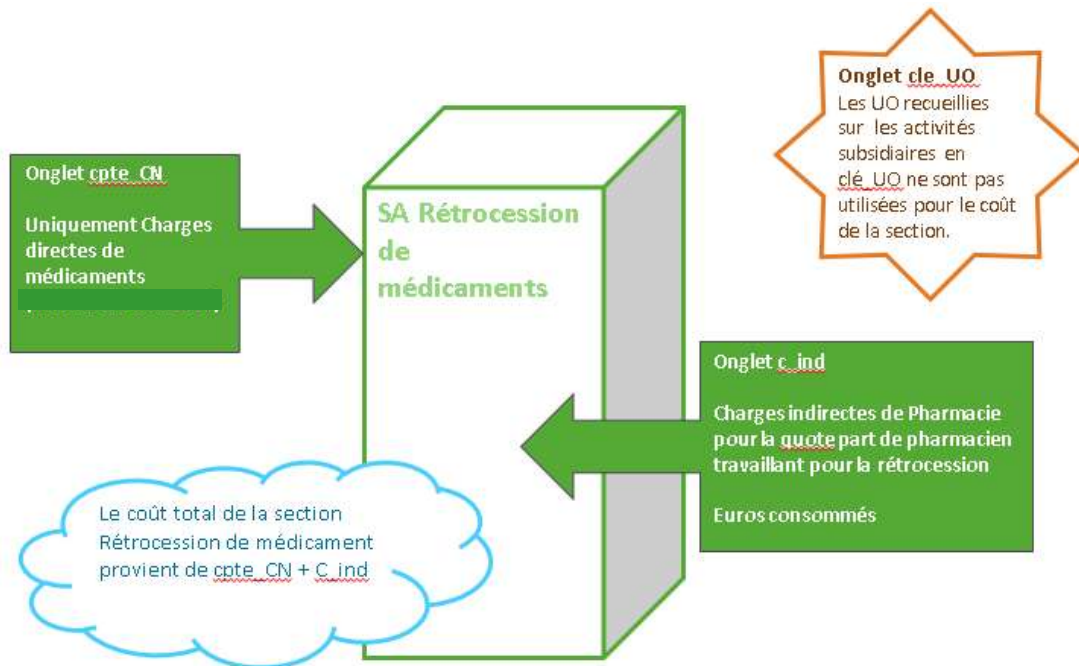 Onglet cle_UO
Les UO recueillies
sur les activités
subsidiaires en
clé_UO ne sont pas
utilisées pour le coût
de la section.
Onglet cpte_CN
Uniquement Charges
directes de
médicaments
SA Rétrocession
de
médicaments
Onglet c_ind
Charges indirectes de Pharmacie
pour la quote part de pharmacien
travaillant pour la rétrocession
Euros consommés
Le coût total de la section
Rétrocession de médicament
provient de cpte_CN + C_ind